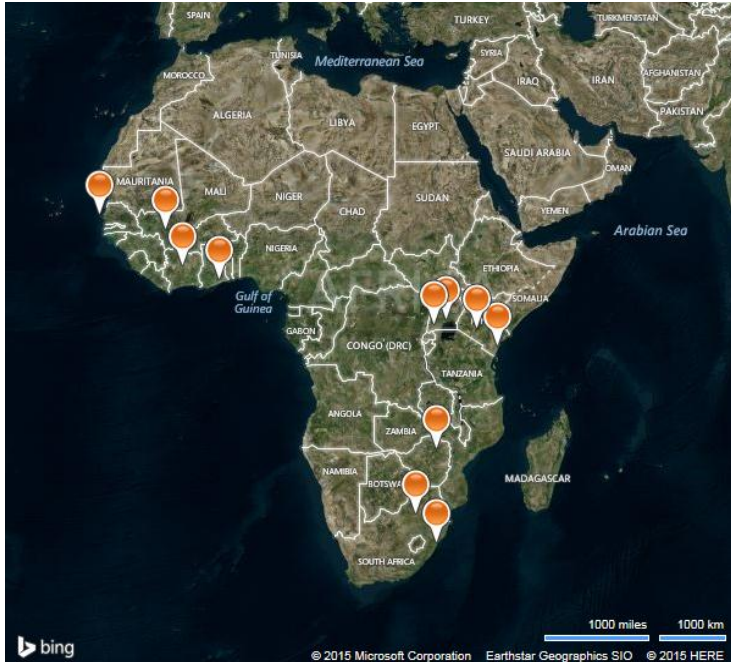 SPAIN
TURKEY
TURKMENISTAN
TUNISIA
Mediterranean Sea
SYRIA
MOROCCO
IRAQ
IRAN
AFGHANISTAN
PAKISTAN
ALGERIA
LIBYA
EGYPT
SAUDI ARABIA
OMAN
MAURITANIA
MALI
NIGER
CHAD
SUDAN
YEMEN
Arabian Sea
NIGERIA
ETHIOPIA
SOMALIA
Gulf of
Guinea
GABON
CONGO (DRC)
TANZANIA
ANGOLA
ZAMBIA
NAMIBIA
BOTSWA
MADAGASCAR
SOUTH AFRICA
1000 miles
1000 km
bing
© 2015 Microsoft Corporation Earthstar Geographics SIO © 2015 HERE